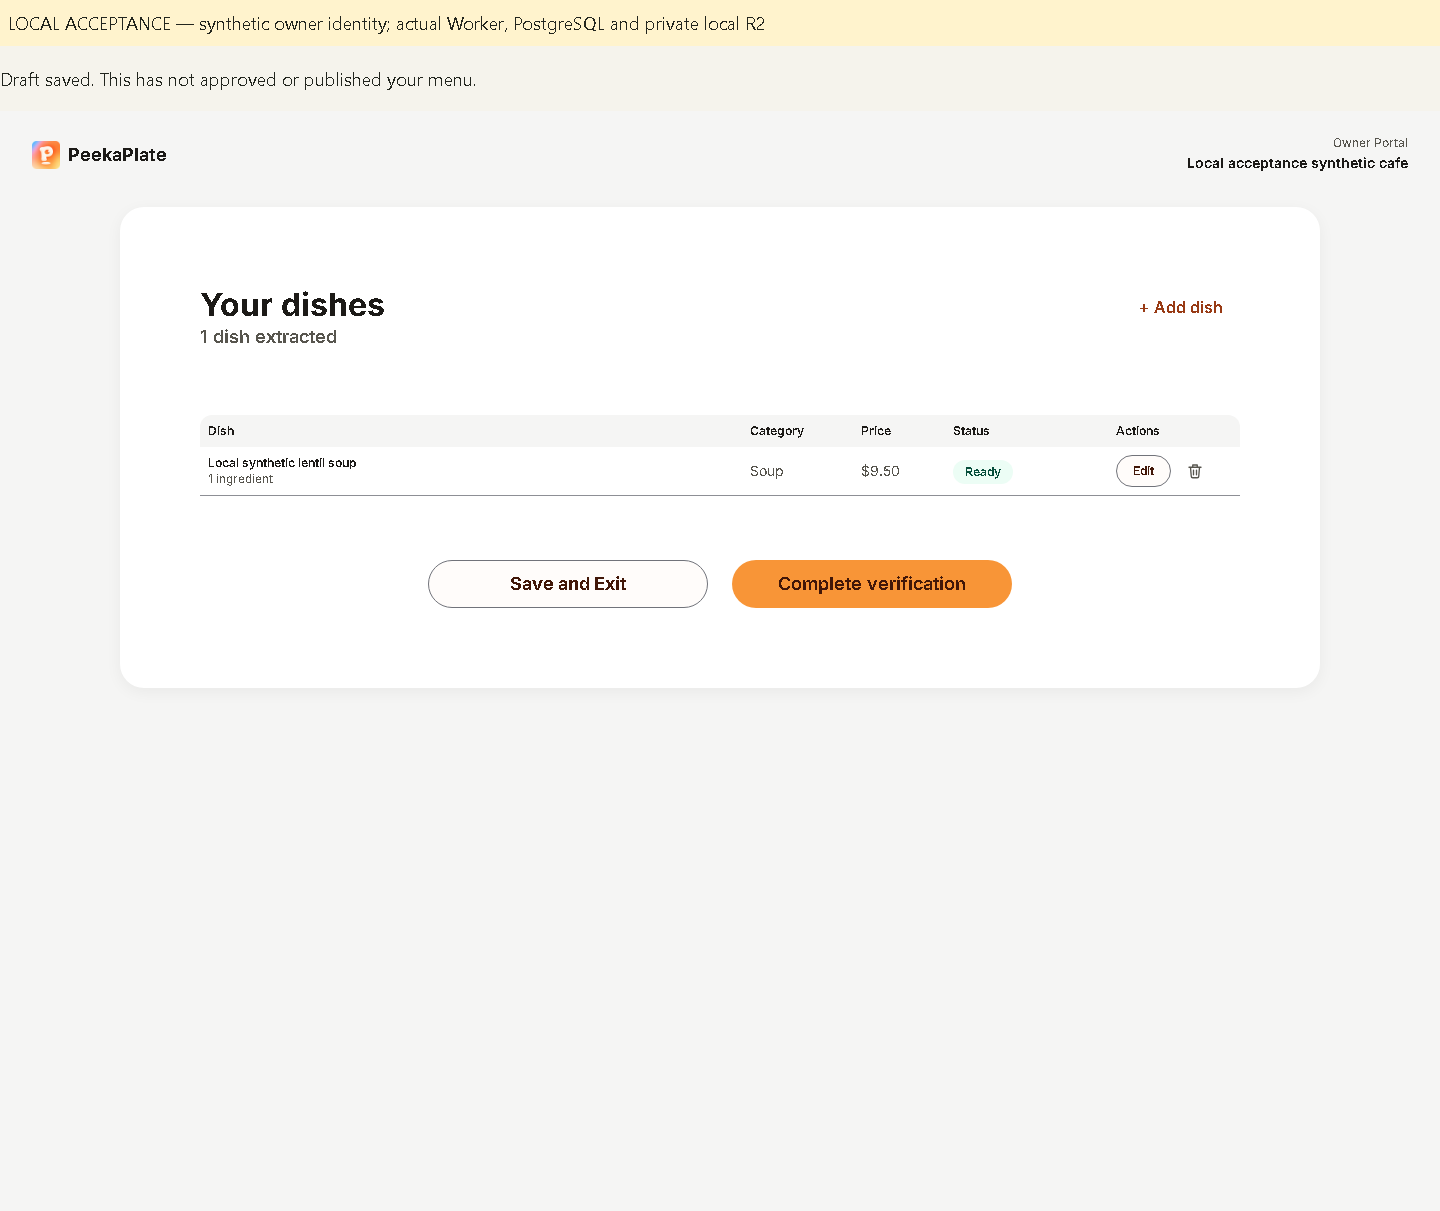 LOCAL ACCEPTANCE — synthetic owner identity; actual Worker, PostgreSQL and private local R2
Draft saved. This has not approved or published your menu.
PeekaPlate
Owner Portal
Local acceptance synthetic cafe
Your dishes
+ Add dish
1 dish extracted
Dish Category Price Status Actions
Local synthetic lentil soup
1 ingredient
Soup $9.50 Ready Edit
Save and Exit Complete verification